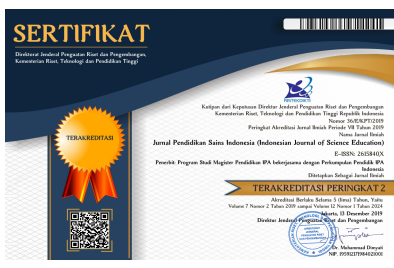 SERTIFIKAT
Direktorat Jenderal Penguatan Riset dan Pengembangan,
Kementerian Riset, Teknologi dan Pendidikan Tinggi
RISTEKDIKTI
Kutipan dari Keputusan Direktur Jenderal Penguatan Riset dan Pengembangan
Kementerian Riset, Teknologi dan Pendidikan Tinggi Republik Indonesia
Nomor 36/E/KPT/2019
Peringkat Akreditasi Jurnal Ilmiah Periode VII Tahun 2019
Nama Jurnal Ilmiah
Jurnal Pendidikan Sains Indonesia (Indonesian Journal of Science Education)
E-ISSN: 2615840X
Penerbit: Program Studi Magister Pendidikan IPA bekerjasama dengan Perkumpulan Pendidik IPA
Indonesia
Ditetapkan Sebagai Jurnal Ilmiah
TERAKREDITASI
TERAKREDITASI PERINGKAT 2
Akreditasi Berlaku Selama 5 (lima) Tahun, Yaitu
Volume 7 Nomor 2 Tahun 2019 sampai Volume 12 Nomor 1 Tahun 2024
Jakarta, 13 Desember 2019
Direktur Jenderal Penguatan Riset dan Pengembangan
Dr. Muhammad Dimyati
NIP. 195912171984021001